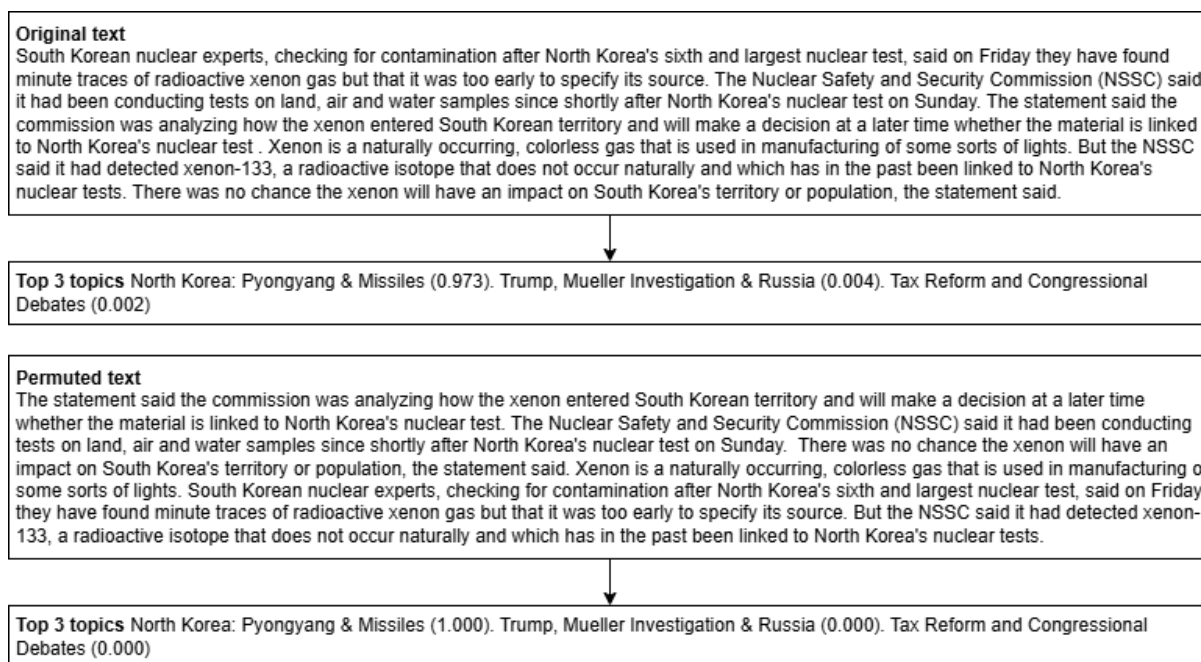 Original text
South Korean nuclear experts, checking for contamination after North Korea's sixth and largest nuclear test, said on Friday they have found
minute traces of radioactive xenon gas but that it was too early to specify its source. The Nuclear Safety and Security Commission (NSSC) said
it had been conducting tests on land, air and water samples since shortly after North Korea's nuclear test on Sunday. The statement said the
commission was analyzing how the xenon entered South Korean territory and will make a decision at a later time whether the material is linked
to North Korea's nuclear test . Xenon is a naturally occurring, colorless gas that is used in manufacturing of some sorts of lights. But the NSSC
said it had detected xenon-133, a radioactive isotope that does not occur naturally and which has in the past been linked to North Korea's
nuclear tests. There was no chance the xenon will have an impact on South Korea's territory or population, the statement said.
Top 3 topics North Korea: Pyongyang & Missiles (0.973). Trump, Mueller Investigation & Russia (0.004). Tax Reform and Congressional
Debates (0.002)
Permuted text
The statement said the commission was analyzing how the xenon entered South Korean territory and will make a decision at a later time
whether the material is linked to North Korea's nuclear test. The Nuclear Safety and Security Commission (NSSC) said it had been conducting
tests on land, air and water samples since shortly after North Korea's nuclear test on Sunday.  There was no chance the xenon will have an
impact on South Korea's territory or population, the statement said. Xenon is a naturally occurring, colorless gas that is used in manufacturing o
some sorts of lights. South Korean nuclear experts, checking for contamination after North Korea's sixth and largest nuclear test, said on Friday
they have found minute traces of radioactive xenon gas but that it was too early to specify its source. But the NSSC said it had detected xenon-
133, a radioactive isotope that does not occur naturally and which has in the past been linked to North Korea's nuclear tests.
Top 3 topics North Korea: Pyongyang & Missiles (1.000). Trump, Mueller Investigation & Russia (0.000). Tax Reform and Congressional
Debates (0.000)